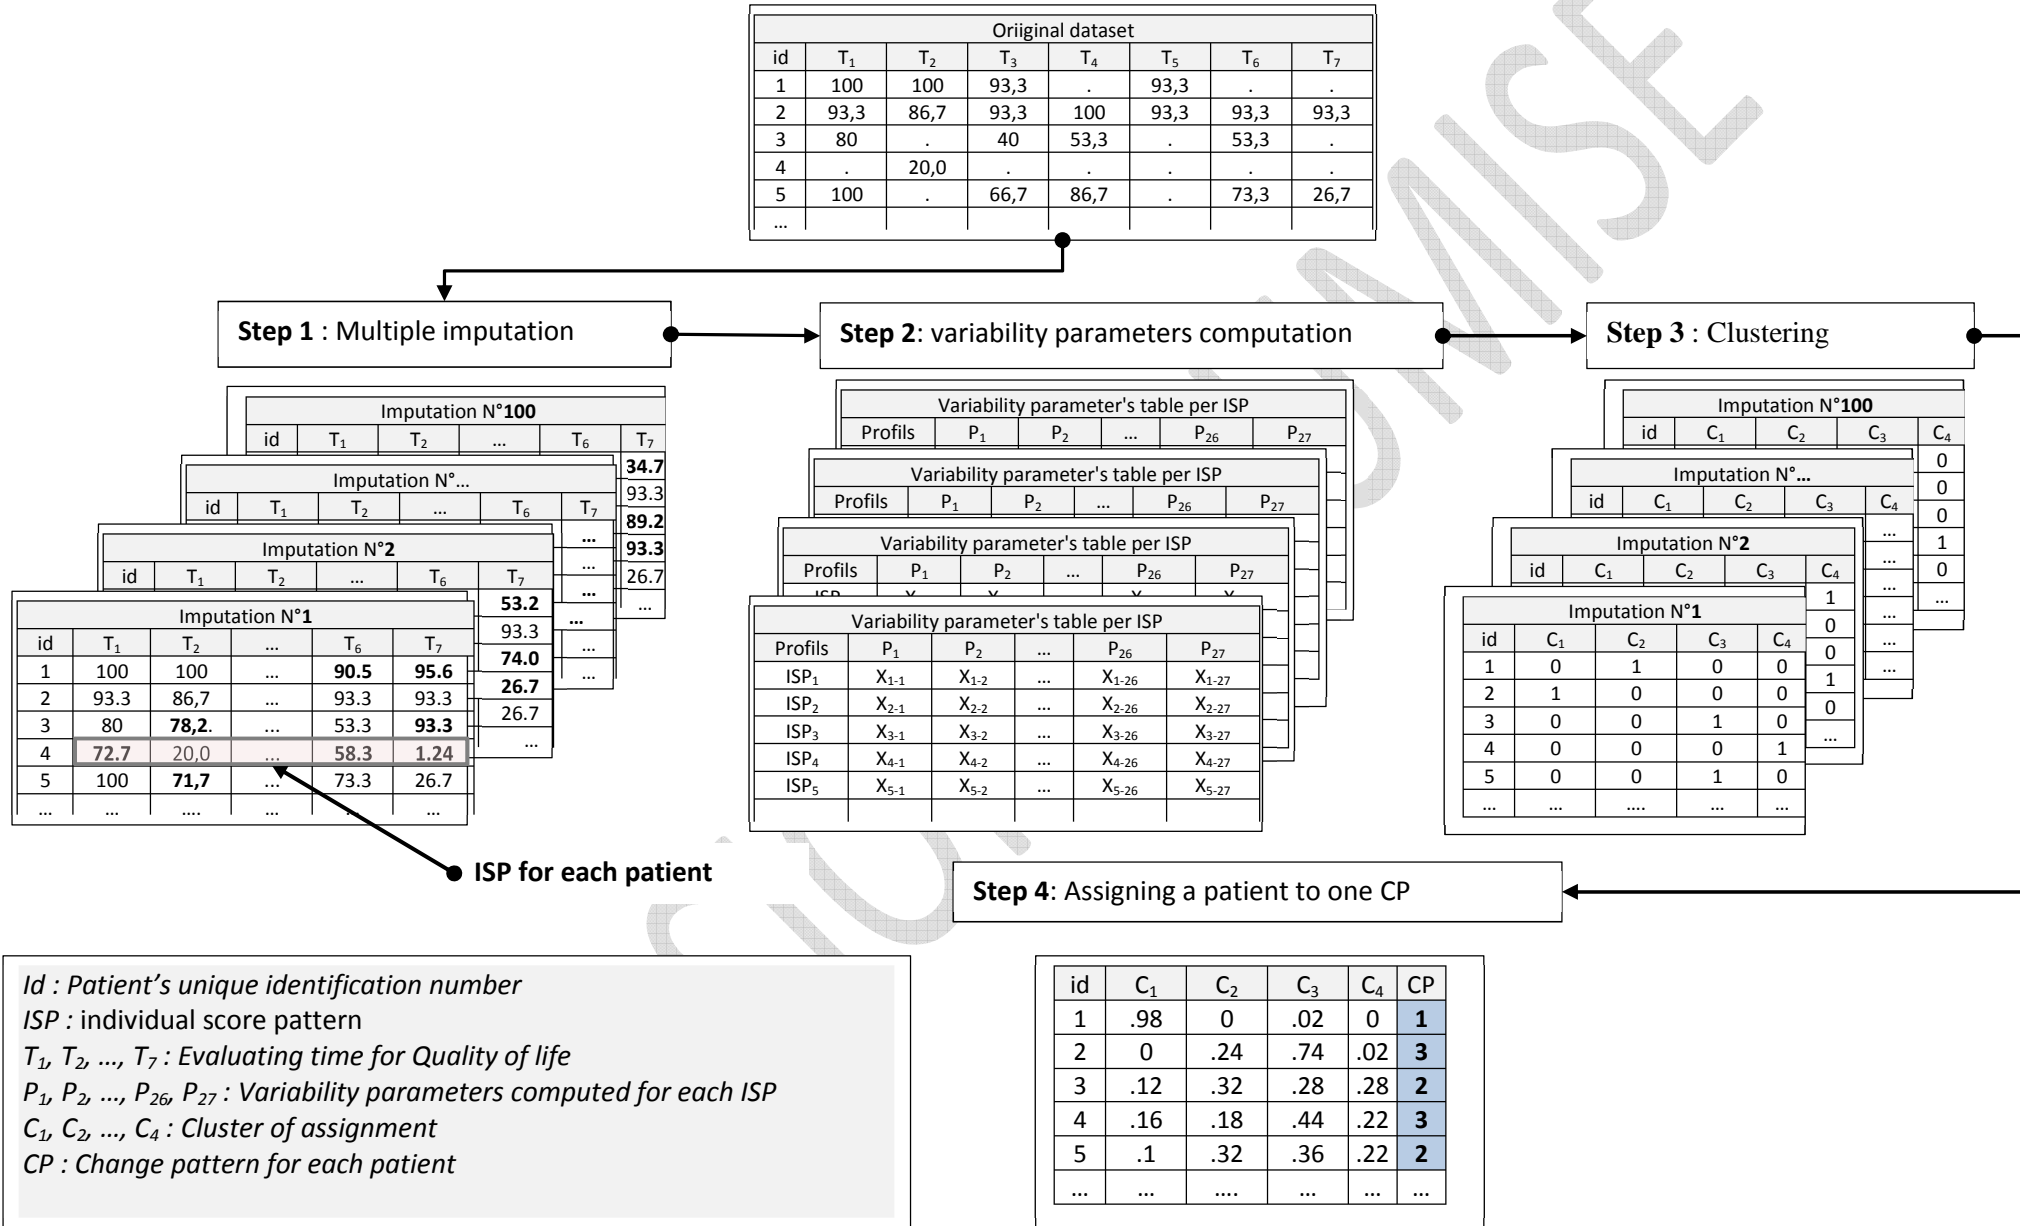 Oriiginal dataset
id T1 T2 T3 T4 T5 T6 T7
1 100 100 93,3 . 93,3 . .
2 93,3 86,7 93,3 100 93,3 93,3 93,3
3 80 . 40 53,3 . 53,3 .
4 . 20,0 . . . . .
5 100 . 66,7 86,7 . 73,3 26,7
...
Step 1 : Multiple imputation
Step 2: variability parameters computation
Step 3 : Clustering
Imputation N°100
id T1 T2 ... T6 T7
34.7
93.3
89.2
93.3
26.7
...
Imputation N°...
id T1 T2 ... T6 T7
...
...
...
...
...
...
Imputation N°2
id T1 T2 ... T6 T7
53.2
93.3
74.0
26.7
26.7
...
Imputation N°1
id T1 T2 ... T6 T7
1 100 100 ... 90.5 95.6
2 93.3 86,7 ... 93.3 93.3
3 80 78,2. ... 53.3 93.3
4 72.7 20,0 ... 58.3 1.24
5 100 71,7 ... 73.3 26.7
... ... .... ... ... ...
ISP for each patient
Variability parameter's table per ISP
Profils P1 P2 ... P26 P27
Variability parameter's table per ISP
Profils P1 P2 ... P26 P27
Variability parameter's table per ISP
Profils P1 P2 ... P26 P27
Variability parameter's table per ISP
Profils P1 P2 ... P26 P27
ISP1 X1-1 X1-2 ... X1-26 X1-27
ISP2 X2-1 X2-2 ... X2-26 X2-27
ISP3 X3-1 X3-2 ... X3-26 X3-27
ISP4 X4-1 X4-2 ... X4-26 X4-27
ISP5 X5-1 X5-2 ... X5-26 X5-27
Imputation N°100
id C1 C2 C3 C4
0
0
0
1
0
...
Imputation N°...
id C1 C2 C3 C4
...
...
...
...
...
Imputation N°2
id C1 C2 C3 C4
1
0
0
1
0
...
Imputation N°1
id C1 C2 C3 C4
1 0 1 0 0
2 1 0 0 0
3 0 0 1 0
4 0 0 0 1
5 0 0 1 0
... ... .... ... ...
Step 4: Assigning a patient to one CP
id C1 C2 C3 C4 CP
1 .98 0 .02 0 1
2 0 .24 .74 .02 3
3 .12 .32 .28 .28 2
4 .16 .18 .44 .22 3
5 .1 .32 .36 .22 2
... ... .... ... ... ...
Id : Patient's unique identification number
ISP : individual score pattern
T1, T2, ..., T7 : Evaluating time for Quality of life
P1, P2, ..., P26, P27 : Variability parameters computed for each ISP
C1, C2, ..., C4 : Cluster of assignment
CP : Change pattern for each patient